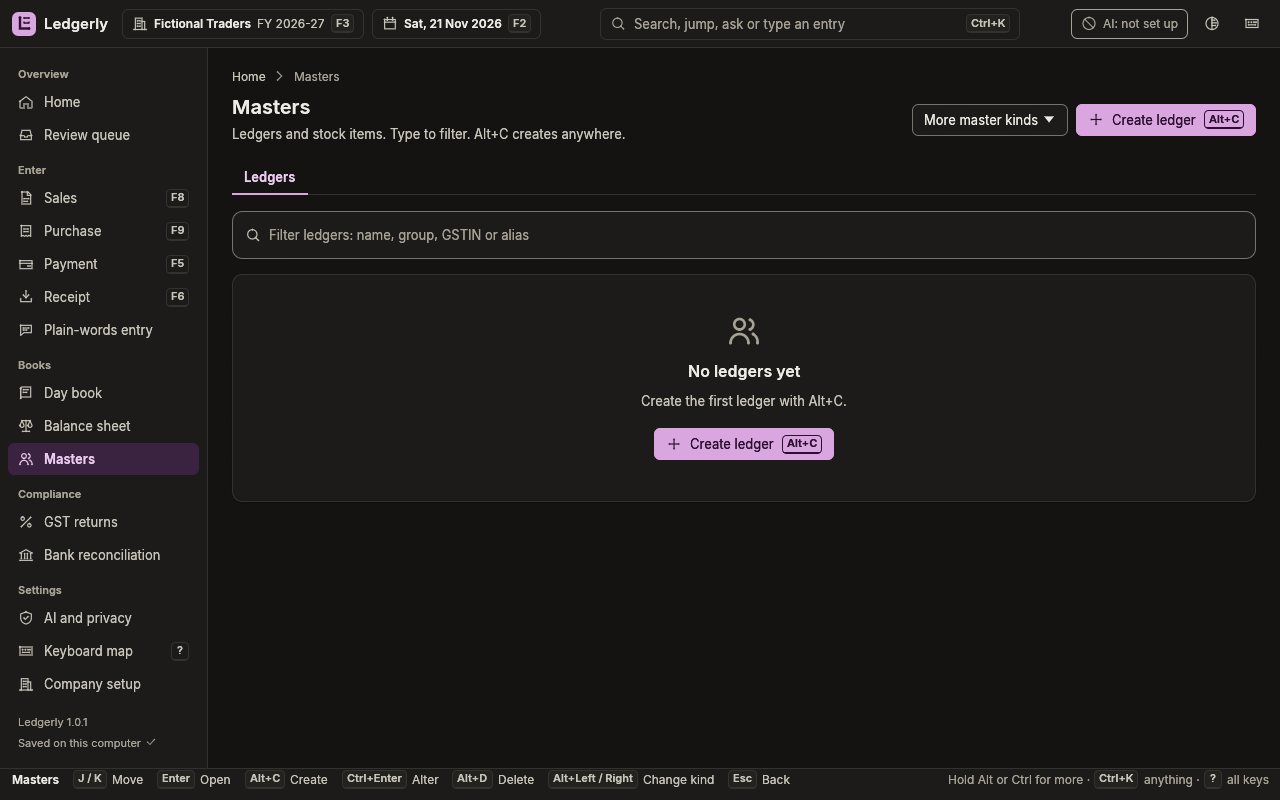 Ledgerly
Fictional Traders FY 2026-27 F3
Sat, 21 Nov 2026 F2
Search, jump, ask or type an entry Ctrl+K
AI: not set up
Overview
Home
Review queue
Enter
Sales F8
Purchase F9
Payment F5
Receipt F6
Plain-words entry
Books
Day book
Balance sheet
Masters
Compliance
GST returns
Bank reconciliation
Settings
AI and privacy
Keyboard map ?
Company setup
Ledgerly 1.0.1
Saved on this computer
Home Masters
Masters
Ledgers and stock items. Type to filter. Alt+C creates anywhere.
More master kinds
Create ledger Alt+C
Ledgers
Filter ledgers: name, group, GSTIN or alias
No ledgers yet
Create the first ledger with Alt+C.
Create ledger Alt+C
Masters J / K Move Enter Open Alt+C Create Ctrl+Enter Alter Alt+D Delete Alt+Left / Right Change kind Esc Back
Hold Alt or Ctrl for more · Ctrl+K anything · ? all keys